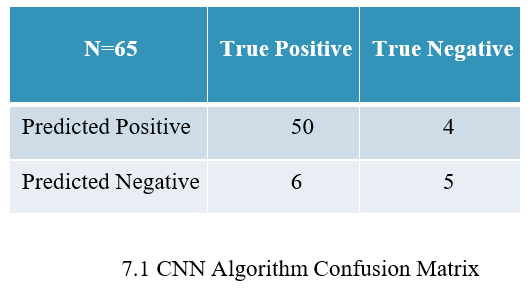 N=65 True Positive True Negative
Predicted Positive 50 4
Predicted Negative 6 5
7.1 CNN Algorithm Confusion Matrix